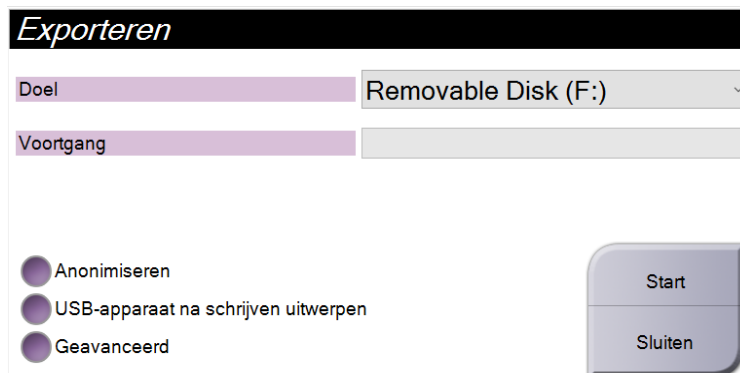 Exporteren
Doel
Removable Disk (F:)
Voortgang
Anonimiseren
USB-apparaat na schrijven uitwerpen
Geavanceerd
Start
Sluiten